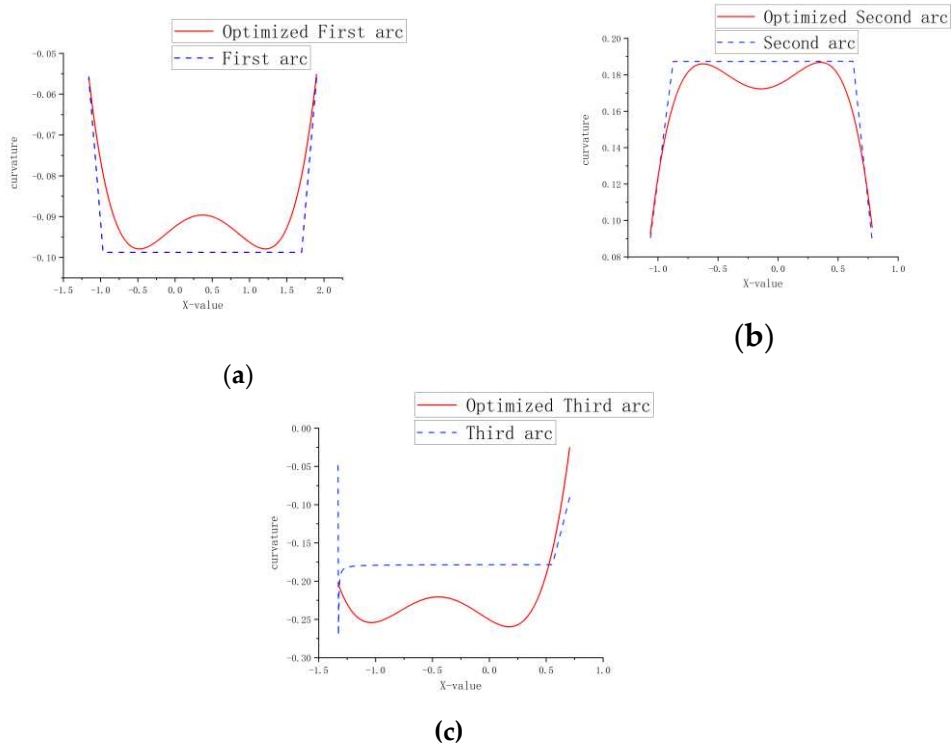 Optimized First arc
First arc
-0.05
-0.06
-0.07
-0.08
-0.09
-0.10
curvature
-1.5 -1.0 -0.5 0.0 0.5 1.0 1.5 2.0
X-value
(a)
Optimized Second arc
Second arc
0.20
0.18
0.16
0.14
0.12
0.10
0.08
curvature
-1.0 -0.5 0.0 0.5 1.0
X-value
(b)
Optimized Third arc
Third arc
0.00
-0.05
-0.10
-0.15
-0.20
-0.25
-0.30
curvature
-1.5 -1.0 -0.5 0.0 0.5 1.0
X-value
(c)